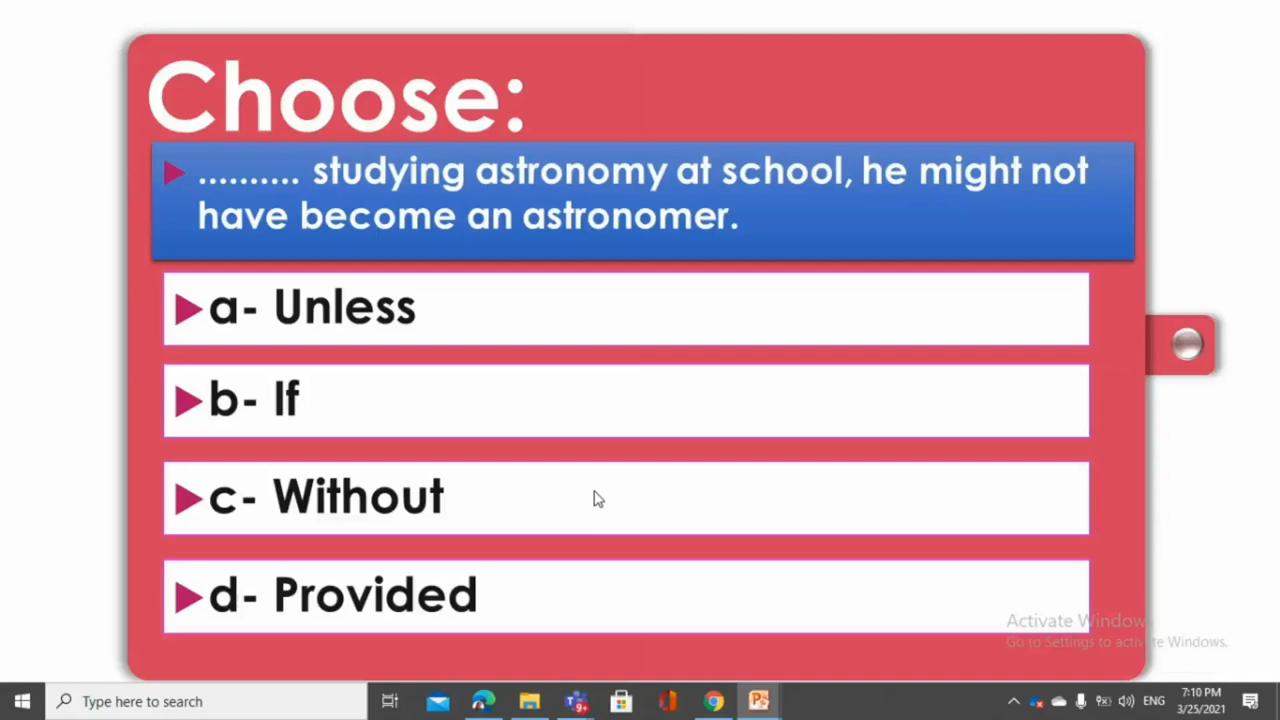 Choose:
.......... studying astronomy at school, he might not
have become an astronomer.
a- Unless
b- If
c- Without
d- Provided
Activate Windows
Go to Settings to activate Windows.
Type here to search
9+
ENG
7:10 PM
3/25/2021